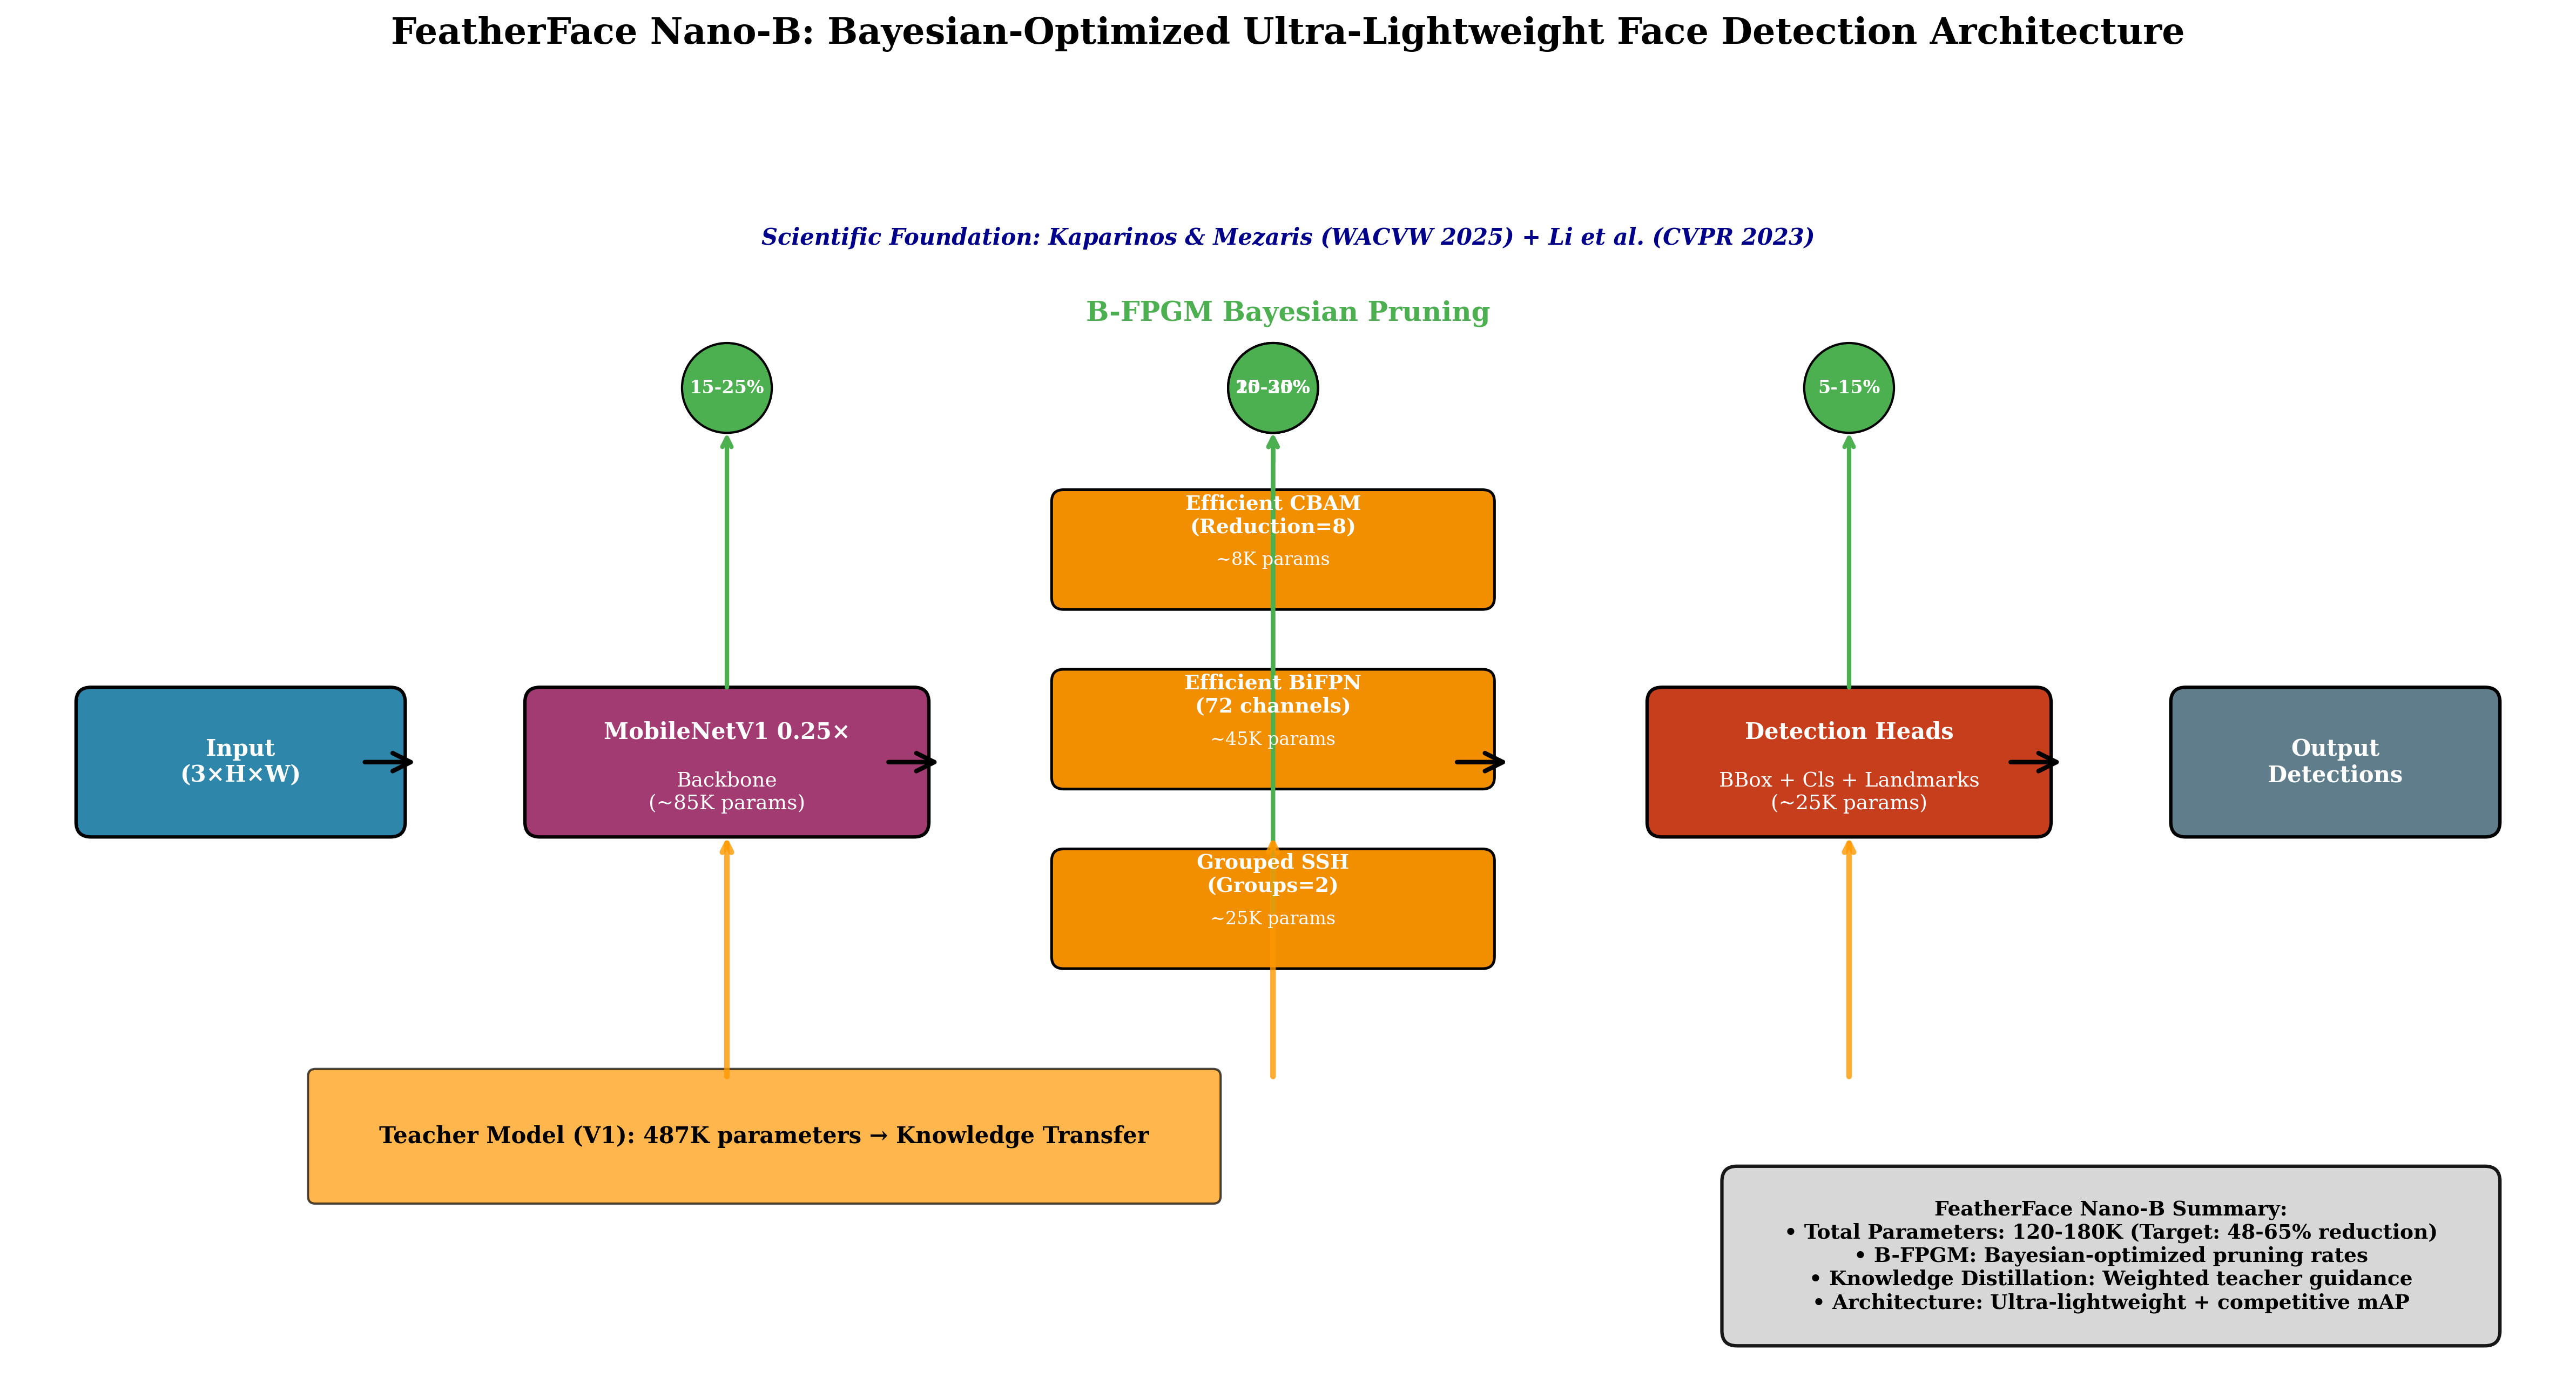 FeatherFace Nano-B: Bayesian-Optimized Ultra-Lightweight Face Detection Architecture
Scientific Foundation: Kaparinos & Mezaris (WACVW 2025) + Li et al. (CVPR 2023)
B-FPGM Bayesian Pruning
15-25%
5-15%
Efficient CBAM
(Reduction=8)
~8K params
Efficient BiFPN
(72 channels)
~45K params
Grouped SSH
(Groups=2)
~25K params
Input
(3×H×W)
MobileNetV1 0.25×
Backbone
(~85K params)
Detection Heads
BBox + Cls + Landmarks
(~25K params)
Output
Detections
Teacher Model (V1): 487K parameters → Knowledge Transfer
FeatherFace Nano-B Summary:
• Total Parameters: 120-180K (Target: 48-65% reduction)
• B-FPGM: Bayesian-optimized pruning rates
• Knowledge Distillation: Weighted teacher guidance
• Architecture: Ultra-lightweight + competitive mAP